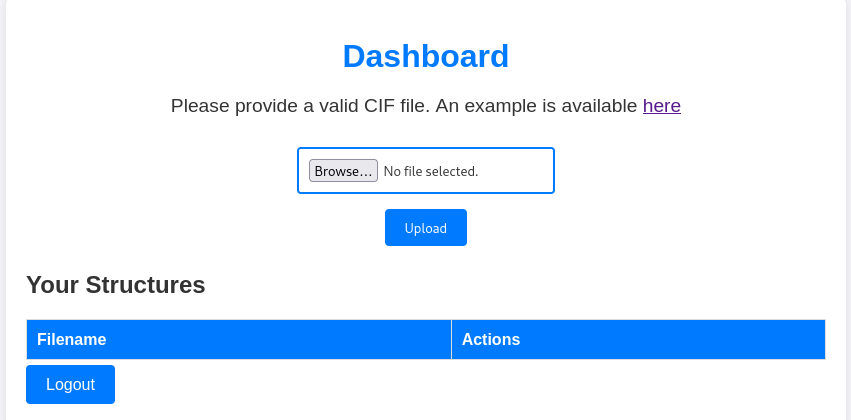 Dashboard
Please provide a valid CIF file. An example is available here
Browse... No file selected.
Upload
Your Structures
Filename Actions
Logout